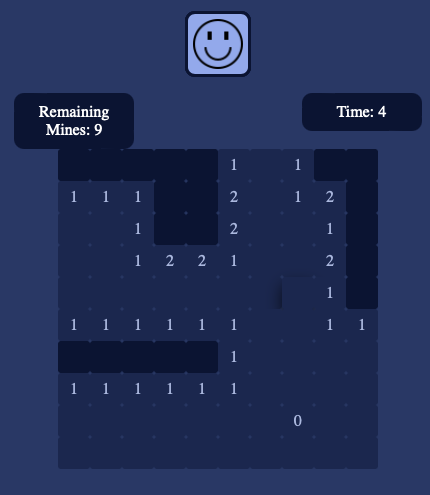 Remaining
Mines: 9
Time: 4
1 1
1 1 1 2 1 2
1 2 1
1 2 2 1 2
1
1 1 1 1 1 1 1 1
1
1 1 1 1 1 1
0